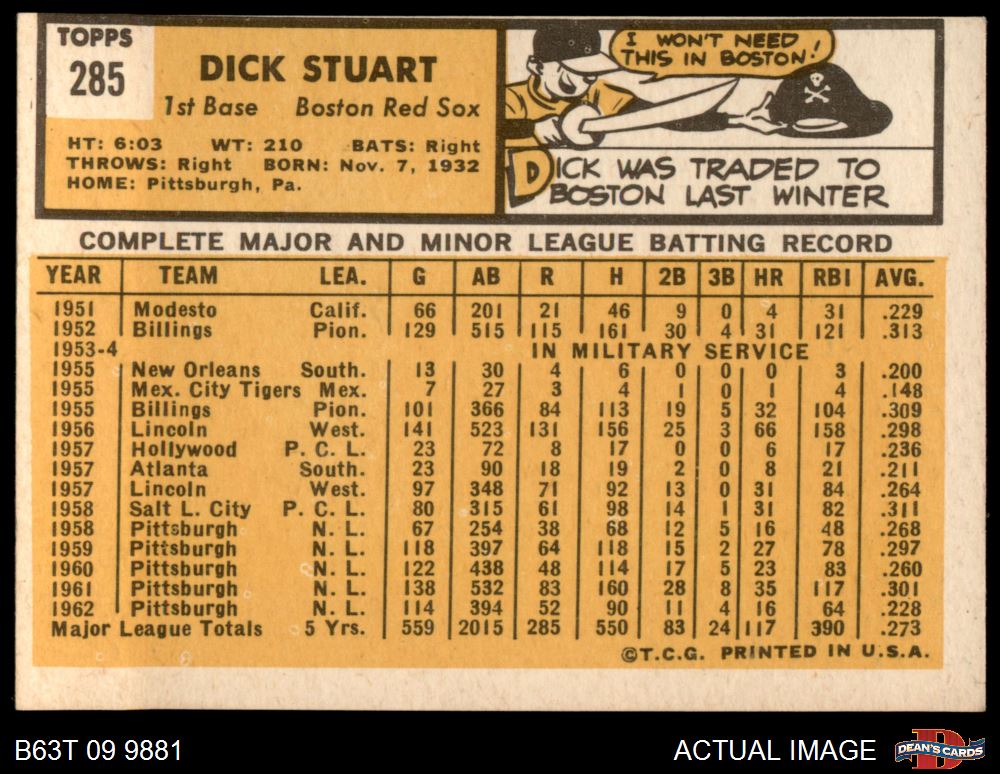 TOPPS
285
DICK STUART
1st Base Boston Red Sox
HT: 6:03 WT: 210 BATS: Right
THROWS: Right BORN: Nov. 7, 1932
HOME: Pittsburgh, Pa.
I WON'T NEED
THIS IN BOSTON!
DICK WAS TRADED TO
BOSTON LAST WINTER
COMPLETE MAJOR AND MINOR LEAGUE BATTING RECORD
YEAR TEAM LEA. G AB R H 2B 3B HR RBI AVG.
1951 Modesto Calif. 66 201 21 46 9 0 4 31 .229
1952 Billings Pion. 129 515 115 161 30 4 31 121 .313
1953-4 IN MILITARY SERVICE
1955 New Orleans South. 13 30 4 6 0 0 0 3 .200
1955 Mex. City Tigers Mex. 7 27 3 4 1 0 1 4 .148
1955 Billings Pion. 101 366 84 113 19 5 32 104 .309
1956 Lincoln West. 141 523 131 156 25 3 66 158 .298
1957 Hollywood P. C. L. 23 72 8 17 0 0 6 17 .236
1957 Atlanta South. 23 90 18 19 2 0 8 21 .211
1957 Lincoln West. 97 348 71 92 13 0 31 84 .264
1958 Salt L. City P. C. L. 80 315 61 98 14 1 31 82 .311
1958 Pittsburgh N. L. 67 254 38 68 12 5 16 48 .268
1959 Pittsburgh N. L. 118 397 64 118 15 2 27 78 .297
1960 Pittsburgh N. L. 122 438 48 114 17 5 23 83 .260
1961 Pittsburgh N. L. 138 532 83 160 28 8 35 117 .301
1962 Pittsburgh N. L. 114 394 52 90 11 4 16 64 .228
Major League Totals 5 Yrs. 559 2015 285 550 83 24 117 390 .273
©T.C.G. PRINTED IN U.S.A.
B63T 09 9881
ACTUAL IMAGE
DEAN'S CARDS